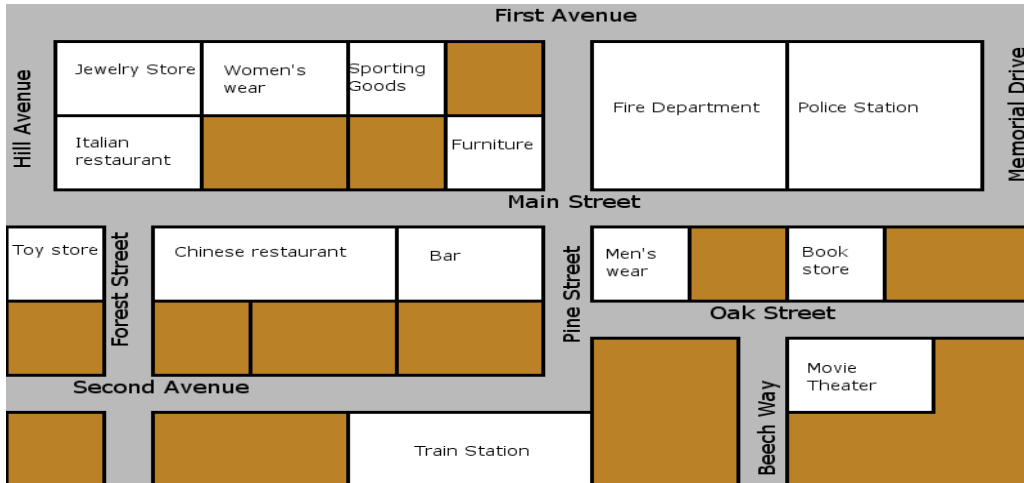 First Avenue
Hill Avenue
Jewelry Store
Women's
wear
Sporting
Goods
Fire Department
Police Station
Memorial Drive
Italian
restaurant
Furniture
Main Street
Toy store
Forest Street
Chinese restaurant
Bar
Pine Street
Men's
wear
Book
store
Oak Street
Second Avenue
Movie
Theater
Beech Way
Train Station